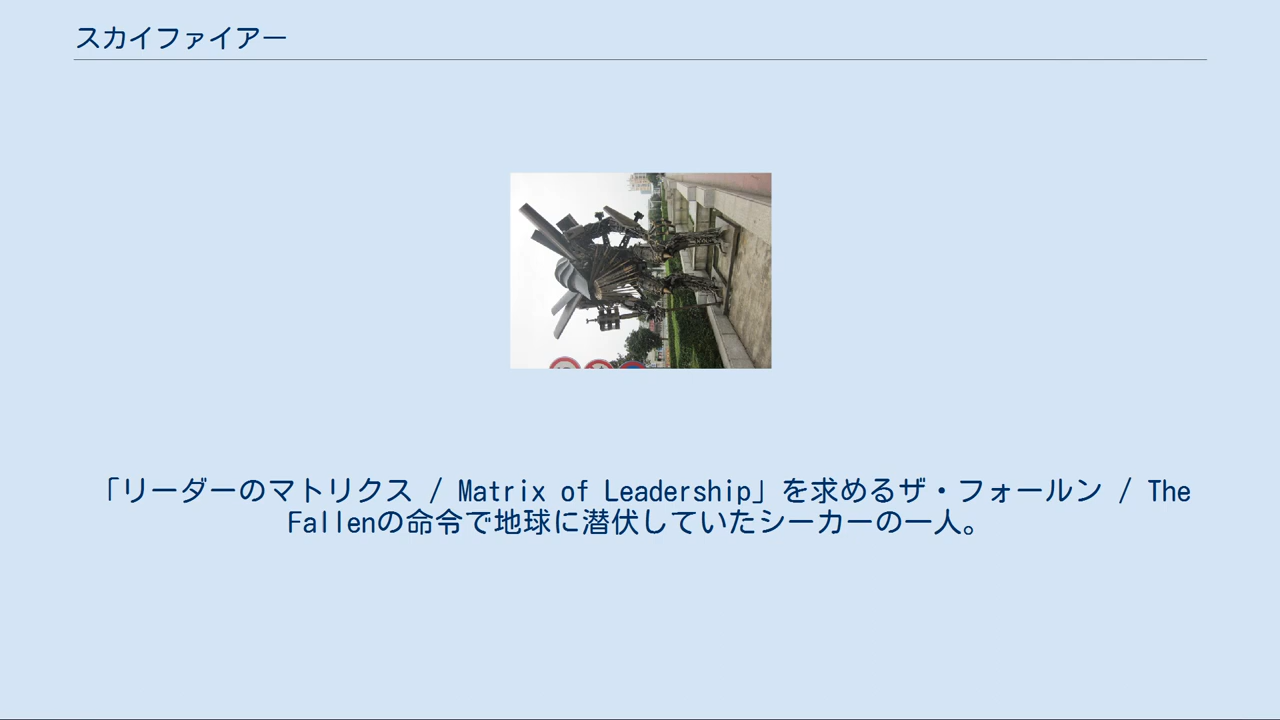 スカイファイアー
「リーダーのマトリクス / Matrix of Leadership」を求めるザ・フォールン / The
Fallenの命令で地球に潜伏していたシーカーの一人。